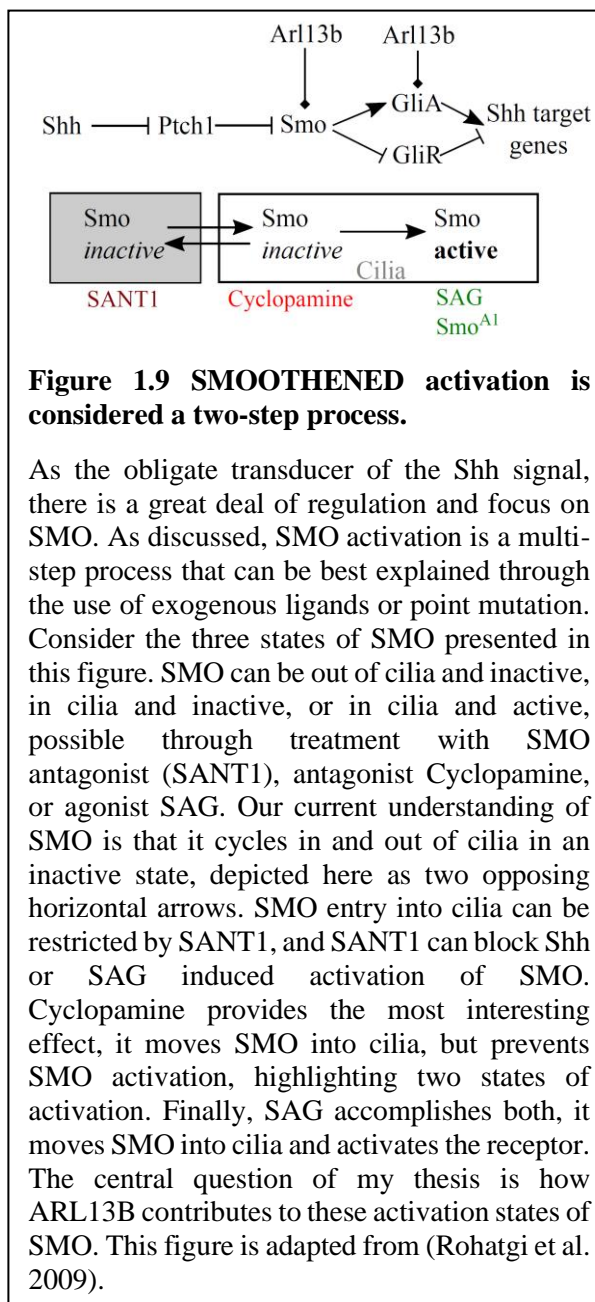 Arl13b Arl13b
GliA
Shh Ptch1 Smo Shh target
GliR genes
Smo Smo Smo
inactive inactive active
Cilia
SANT1 Cyclopamine SAG
Smo^A1
Figure 1.9 SMOOTHENED activation is
considered a two-step process.
As the obligate transducer of the Shh signal,
there is a great deal of regulation and focus on
SMO. As discussed, SMO activation is a multi-
step process that can be best explained through
the use of exogenous ligands or point mutation.
Consider the three states of SMO presented in
this figure. SMO can be out of cilia and inactive,
in cilia and inactive, or in cilia and active,
possible through treatment with SMO
antagonist (SANT1), antagonist Cyclopamine,
or agonist SAG. Our current understanding of
SMO is that it cycles in and out of cilia in an
inactive state, depicted here as two opposing
horizontal arrows. SMO entry into cilia can be
restricted by SANT1, and SANT1 can block Shh
or SAG induced activation of SMO.
Cyclopamine provides the most interesting
effect, it moves SMO into cilia, but prevents
SMO activation, highlighting two states of
activation. Finally, SAG accomplishes both, it
moves SMO into cilia and activates the receptor.
The central question of my thesis is how
ARL13B contributes to these activation states of
SMO. This figure is adapted from (Rohatgi et al.
2009).